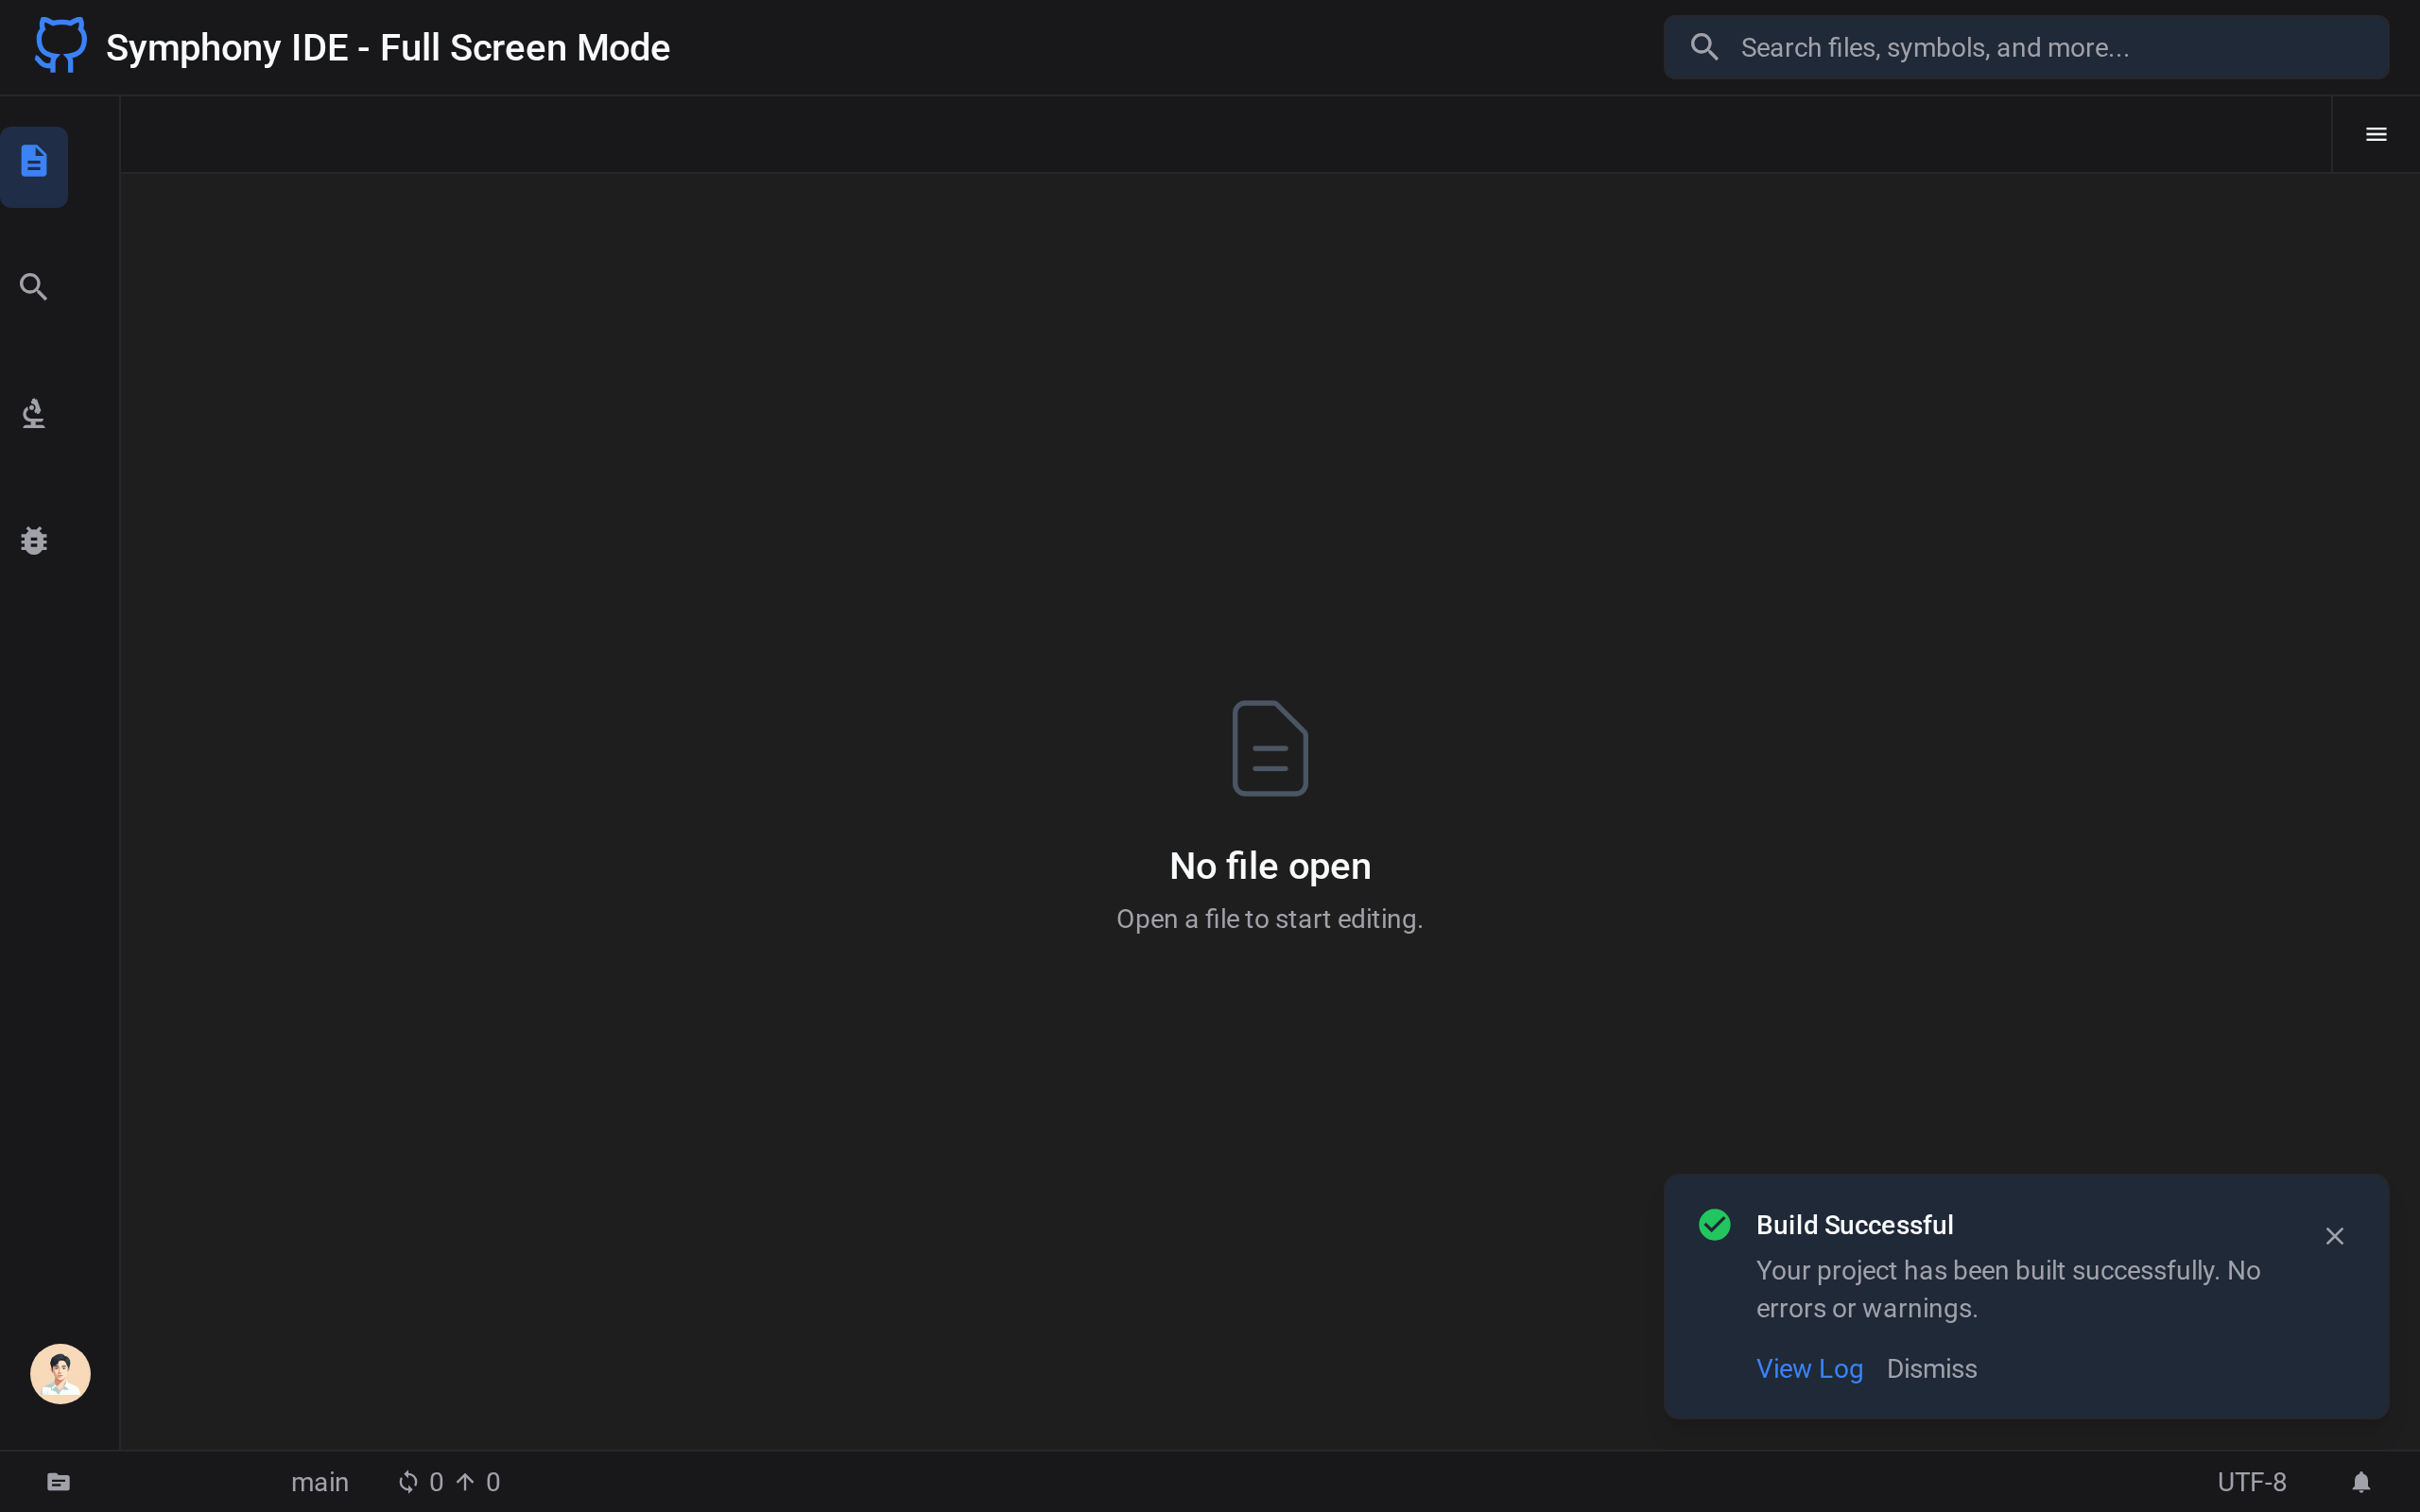 Symphony IDE - Full Screen Mode
Search files, symbols, and more...
No file open
Open a file to start editing.
Build Successful
Your project has been built successfully. No
errors or warnings.
View Log Dismiss
main 0 0 UTF-8